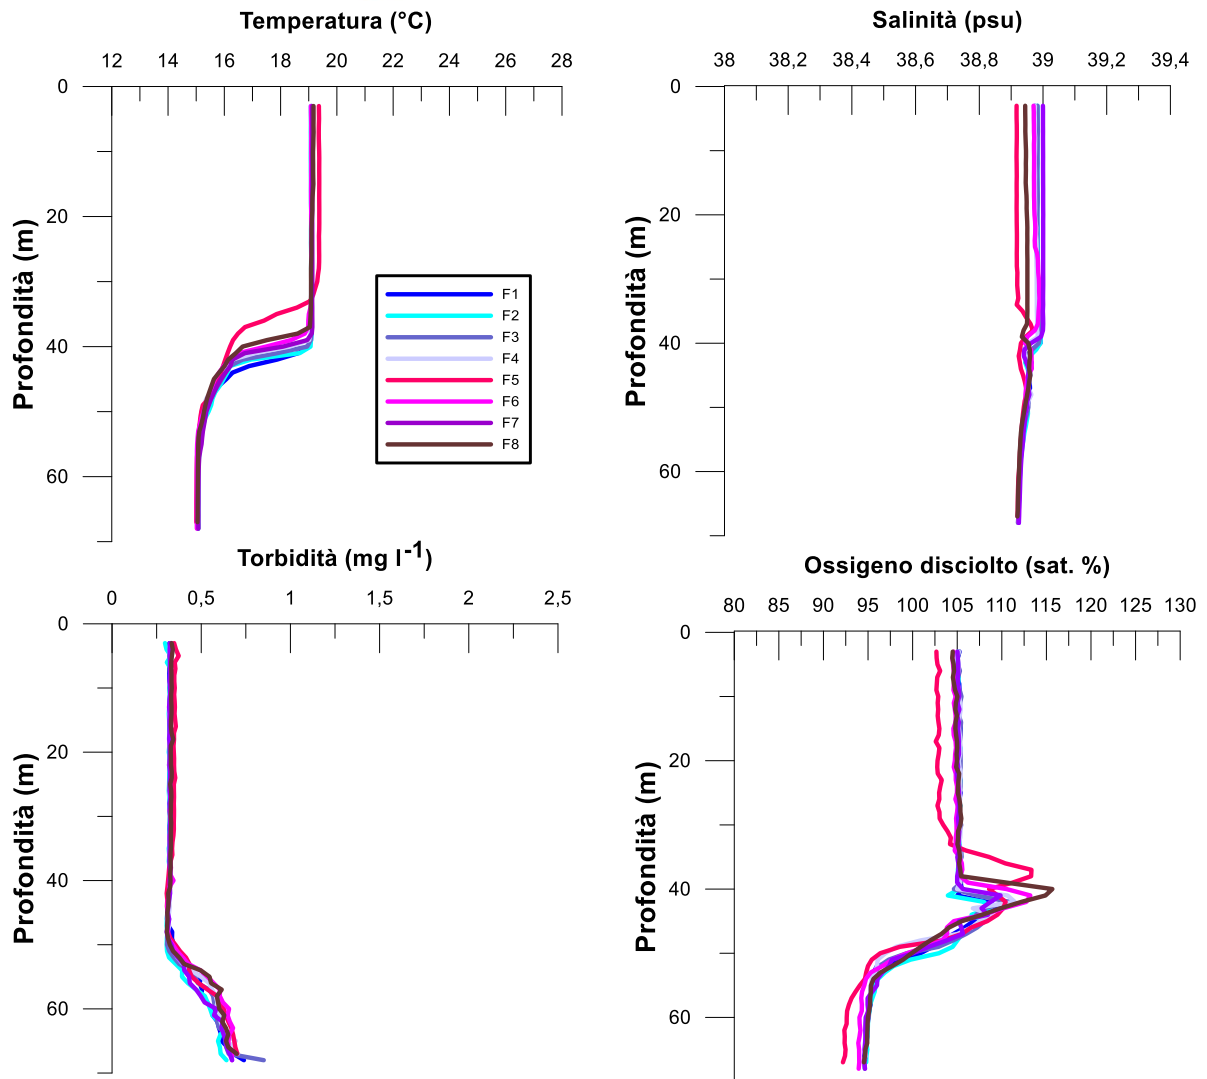 Temperatura (°C)
12 14 16 18 20 22 24 26 28
0
20
40
60
Profondità (m)
F1
F2
F3
F4
F5
F6
F7
F8
Salinità (psu)
38 38,2 38,4 38,6 38,8 39 39,2 39,4
0
20
40
60
Profondità (m)
Torbidità (mg l-1)
0 0,5 1 1,5 2 2,5
0
20
40
60
Profondità (m)
Ossigeno disciolto (sat. %)
80 85 90 95 100 105 110 115 120 125 130
0
20
40
60
Profondità (m)